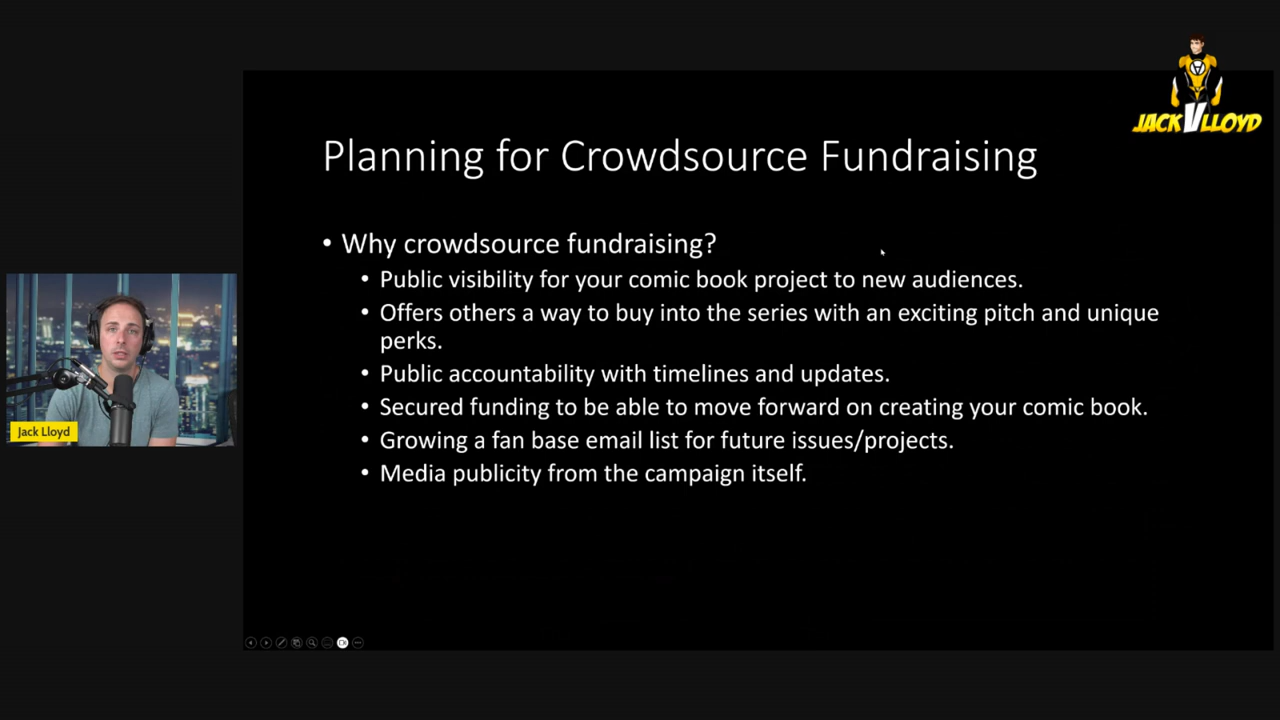 JACK V LLOYD
Planning for Crowdsource Fundraising
• Why crowdsource fundraising?
• Public visibility for your comic book project to new audiences.
• Offers others a way to buy into the series with an exciting pitch and unique
perks.
• Public accountability with timelines and updates.
• Secured funding to be able to move forward on creating your comic book.
• Growing a fan base email list for future issues/projects.
• Media publicity from the campaign itself.
Jack Lloyd